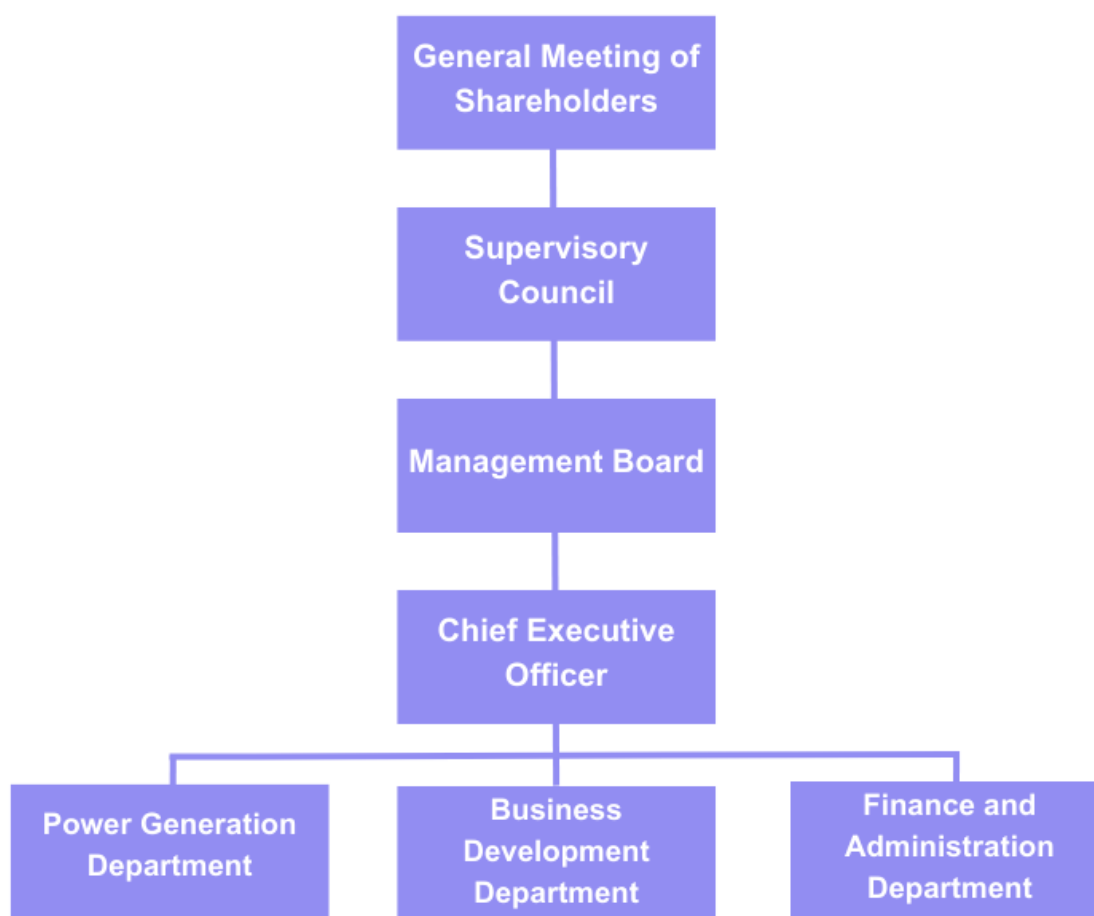 General Meeting of
Shareholders
Supervisory
Council
Management Board
Chief Executive
Officer
Power Generation
Department
Business
Development
Department
Finance and
Administration
Department